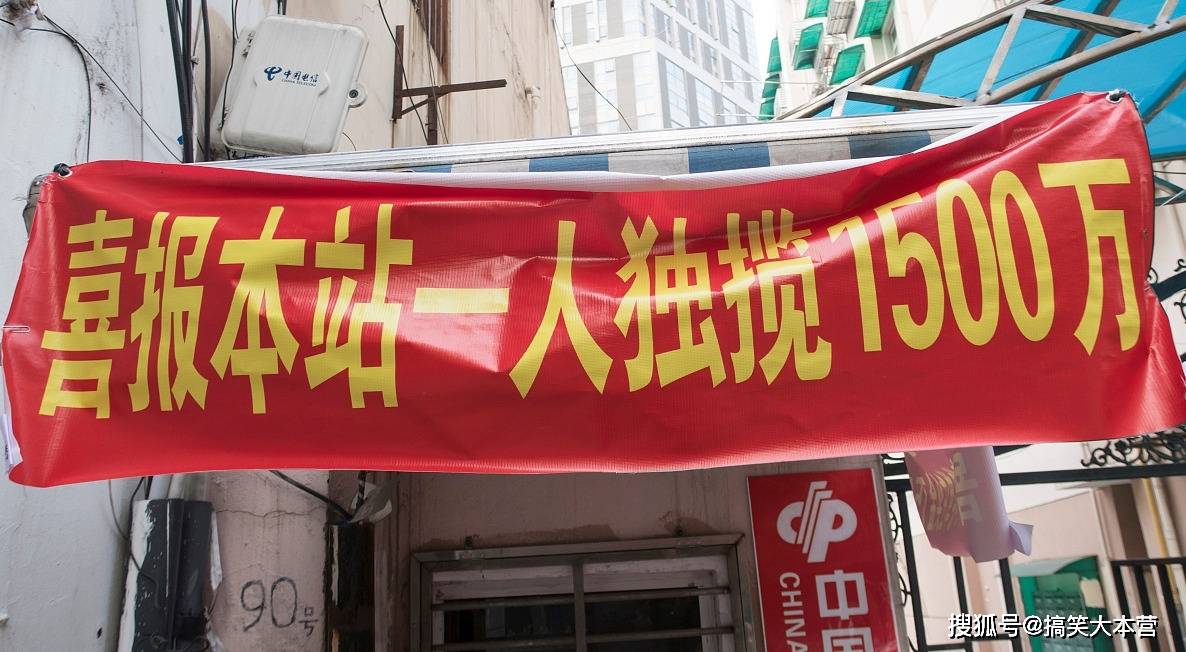 中国电信
CHINA TELECOM
喜报本站一人独揽1500万
90号
中国
CHINA
搜狐号@搞笑大本营